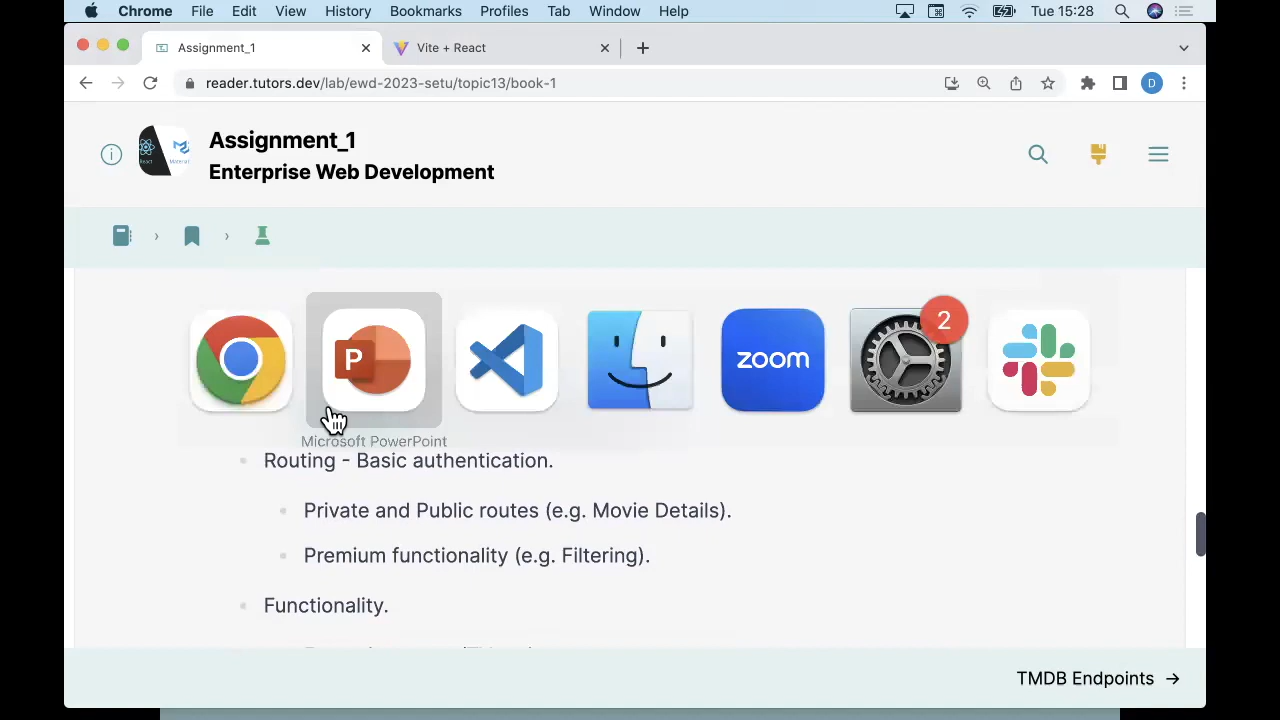 Chrome File Edit View History Bookmarks Profiles Tab Window Help Tue 15:28
Assignment_1 Vite + React
reader.tutors.dev/lab/ewd-2023-setu/topic13/book-1 D
Assignment_1
Enterprise Web Development
P zoom 2
Microsoft PowerPoint
Routing - Basic authentication.
Private and Public routes (e.g. Movie Details).
Premium functionality (e.g. Filtering).
Functionality.
TMDB Endpoints →